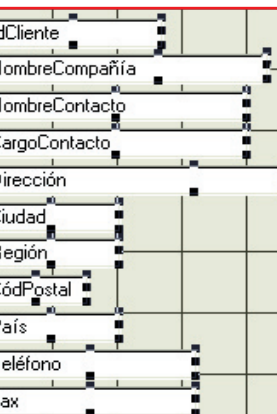 dCliente
NombreCompañía
NombreContacto
CargoContacto
Dirección
Ciudad
Región
CódPostal
País
Teléfono
Fax